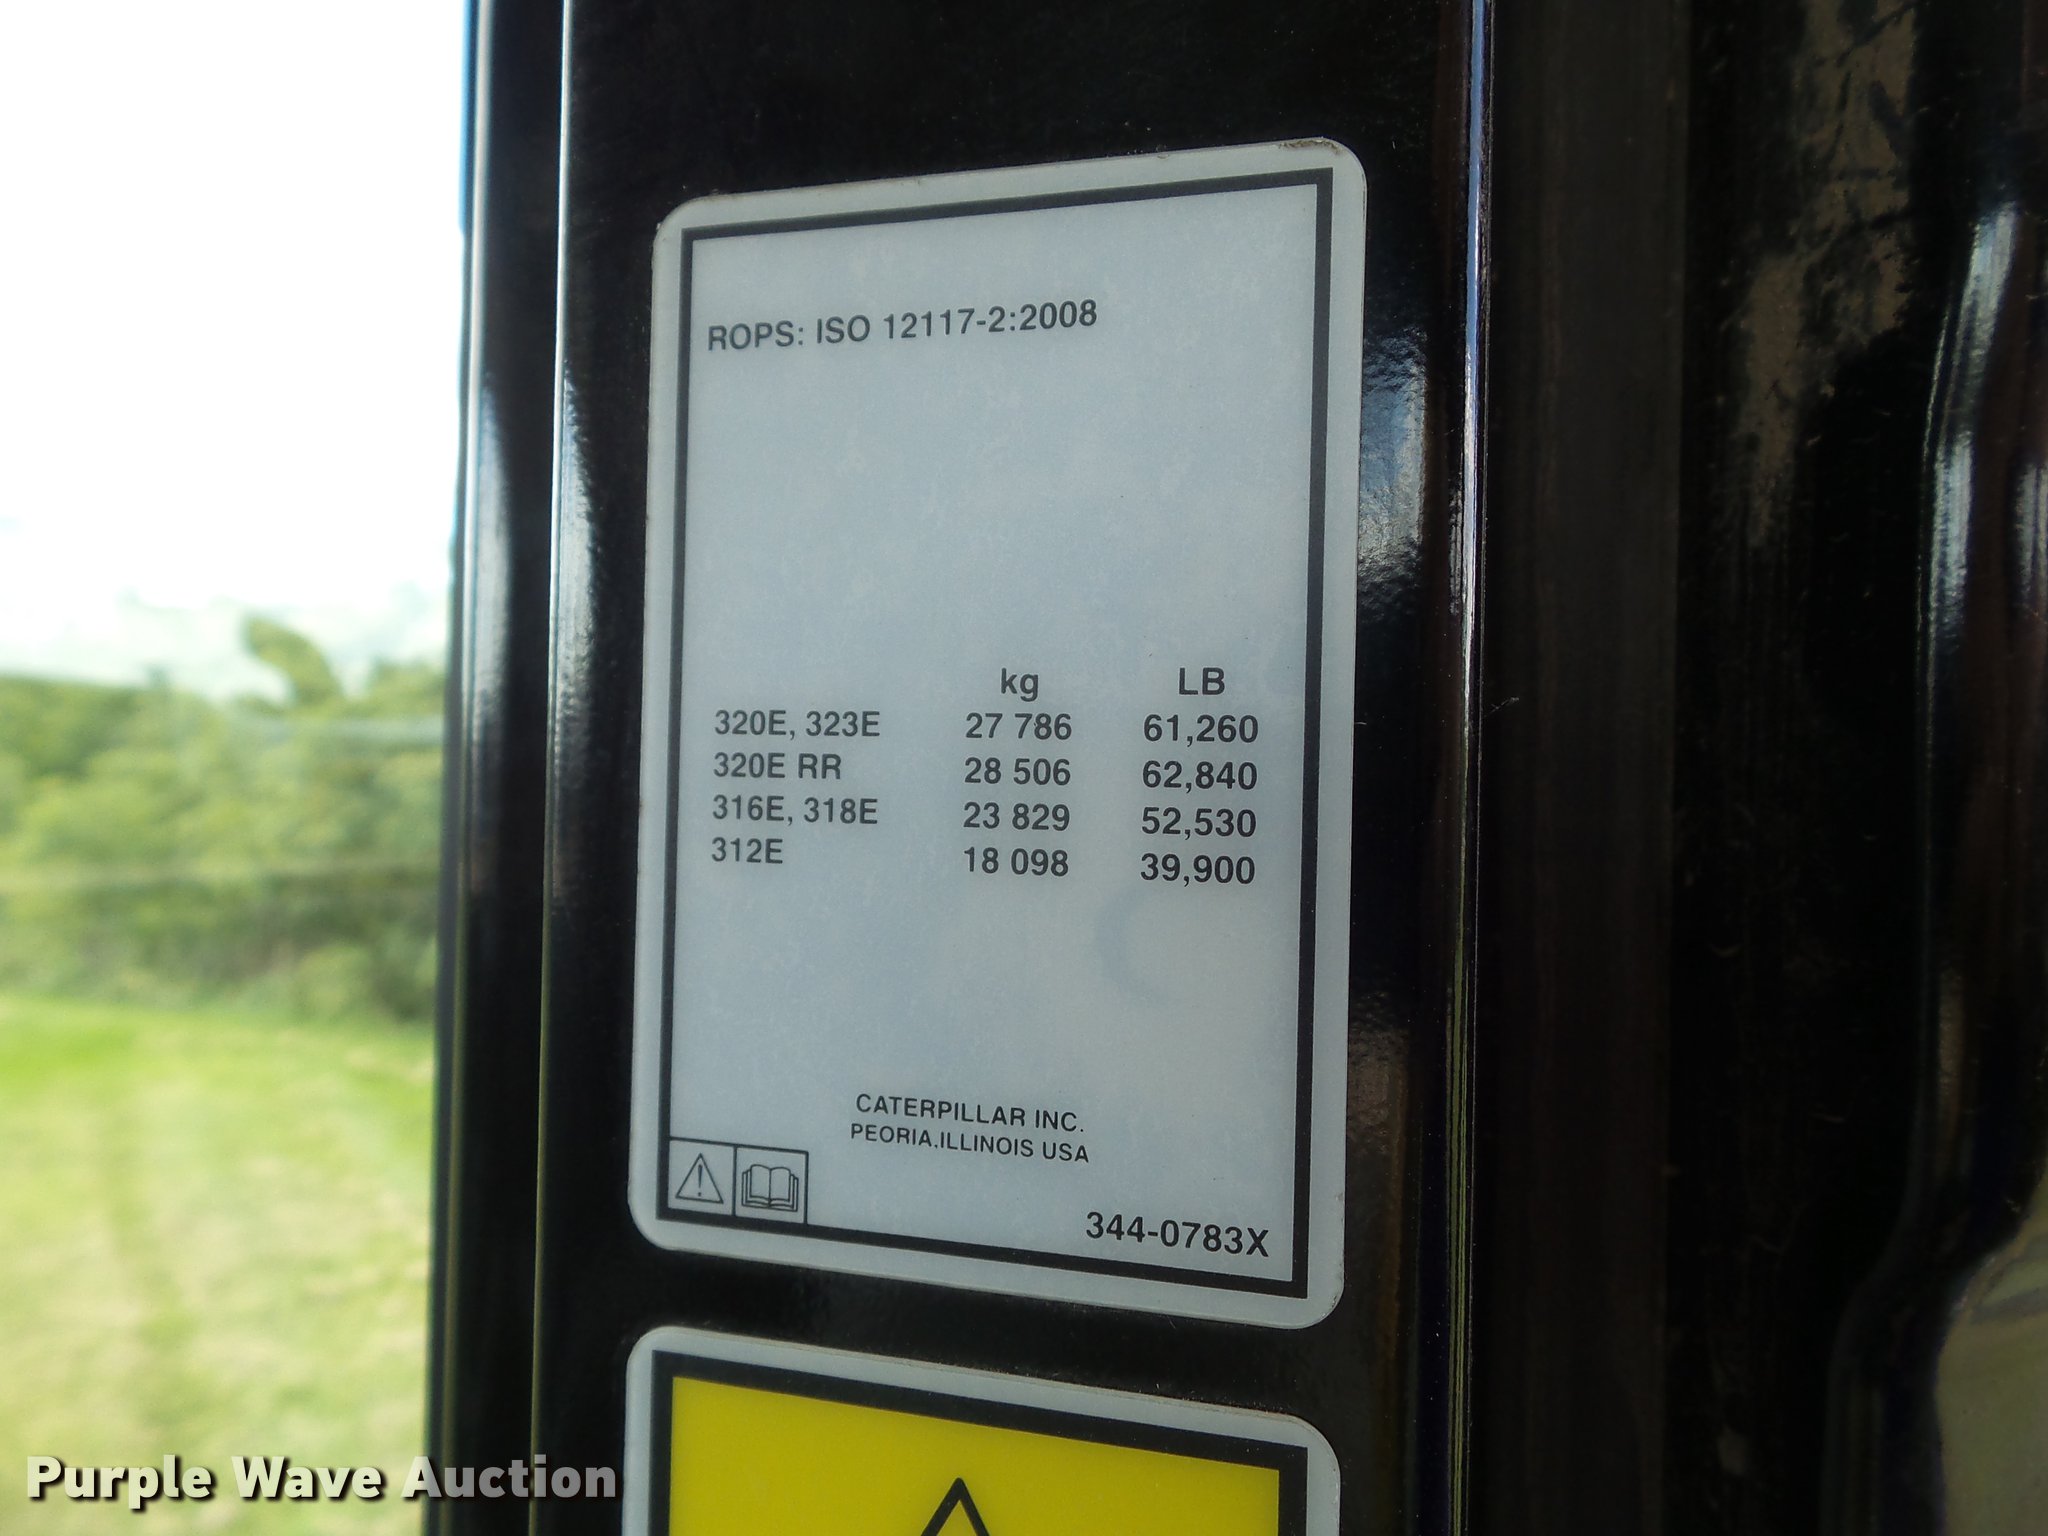 ROPS: ISO 12117-2:2008
kg LB
320E, 323E 27 786 61,260
320E RR 28 506 62,840
316E, 318E 23 829 52,530
312E 18 098 39,900
CATERPILLAR INC.
PEORIA.ILLINOIS USA
344-0783X
Purple Wave Auction